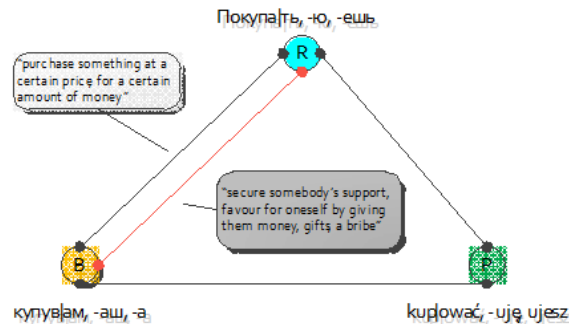 Покупа|ть, -ю, -ешь
R
"purchase something at a
certain price for a certain
amount of money"
"secure somebody's support,
favour for oneself by giving
them money, gifts, a bribe"
B
P
купув|ам, -аш, -а
kup|ować, -uję, ujesz